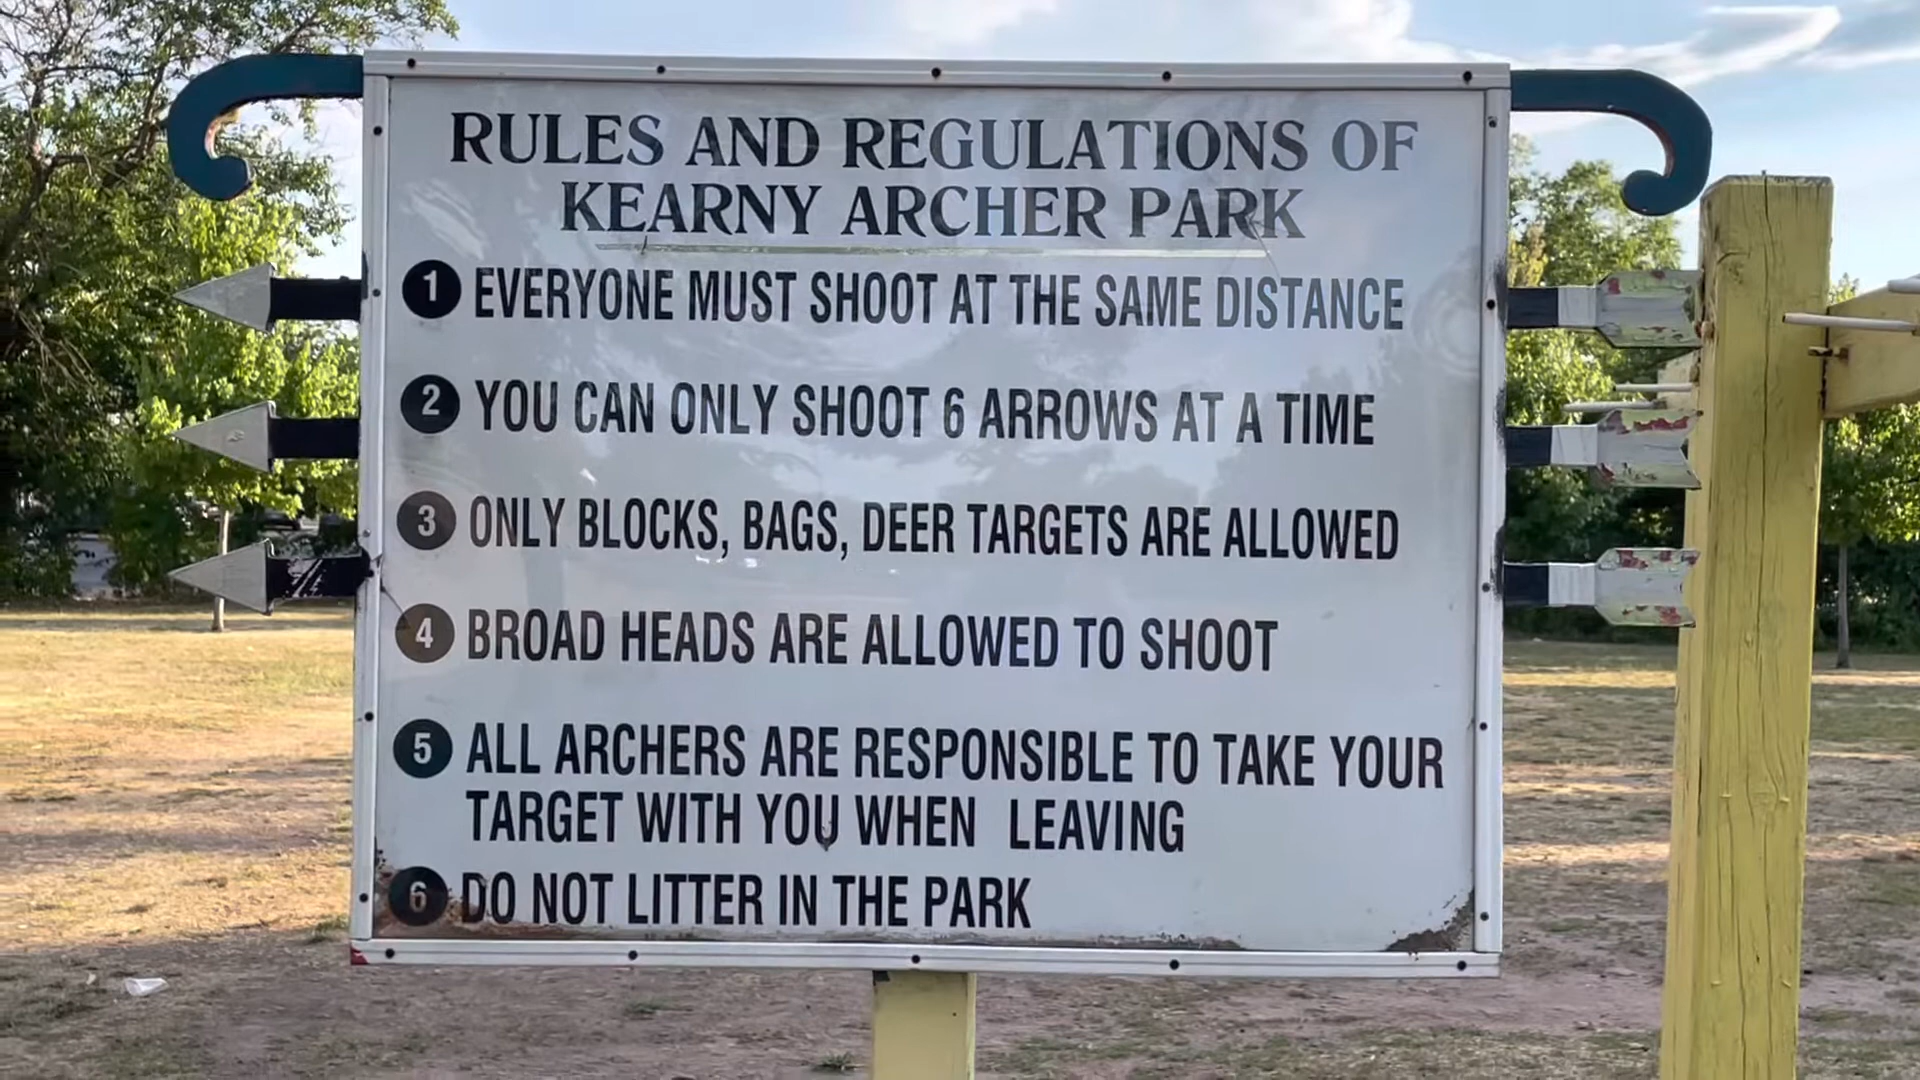 RULES AND REGULATIONS OF
KEARNY ARCHER PARK
1 EVERYONE MUST SHOOT AT THE SAME DISTANCE
2 YOU CAN ONLY SHOOT 6 ARROWS AT A TIME
3 ONLY BLOCKS, BAGS, DEER TARGETS ARE ALLOWED
4 BROAD HEADS ARE ALLOWED TO SHOOT
5 ALL ARCHERS ARE RESPONSIBLE TO TAKE YOUR
TARGET WITH YOU WHEN LEAVING
6 DO NOT LITTER IN THE PARK